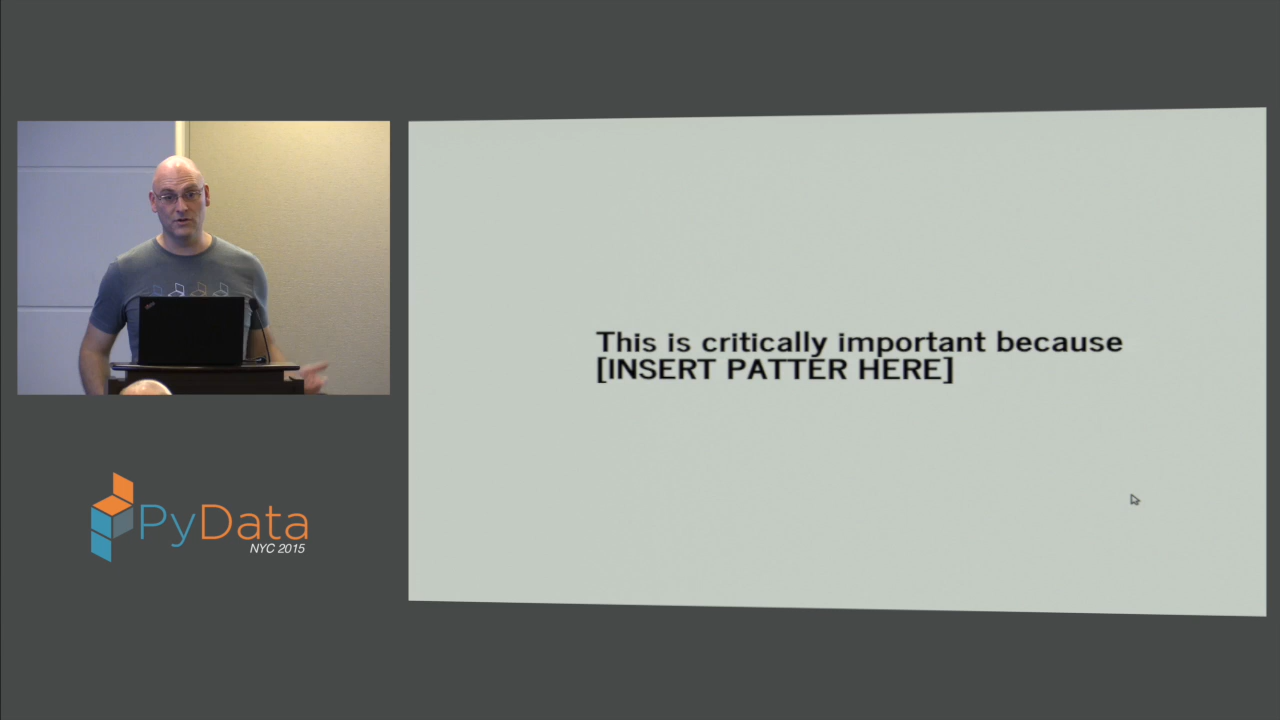 This is critically important because
[INSERT PATTER HERE]
PyData
NYC 2015